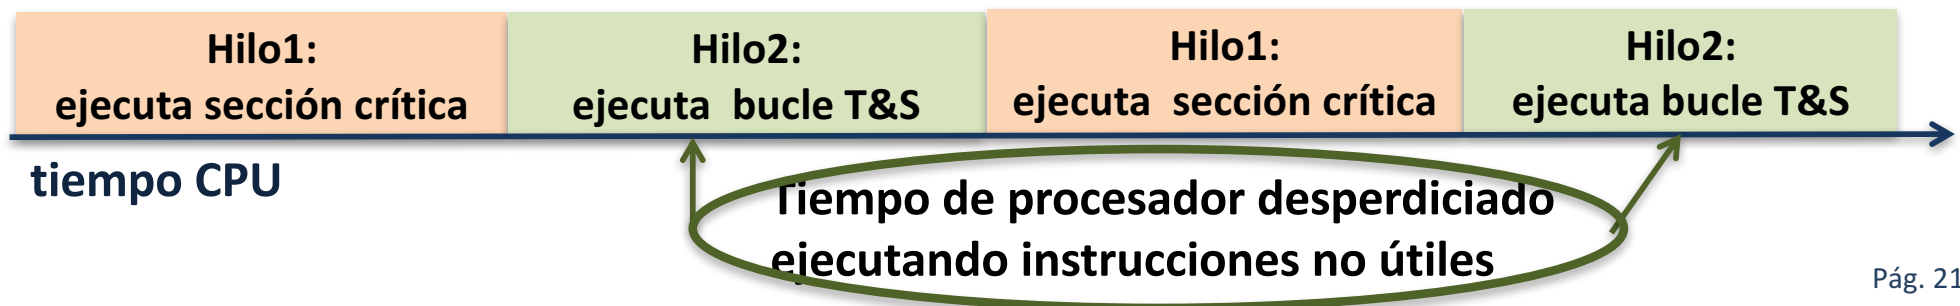 Hilo1:
ejecuta sección crítica
Hilo2:
ejecuta bucle T&S
Hilo1:
ejecuta sección crítica
Hilo2:
ejecuta bucle T&S
tiempo CPU
Tiempo de procesador desperdiciado
ejecutando instrucciones no útiles
Pág. 21